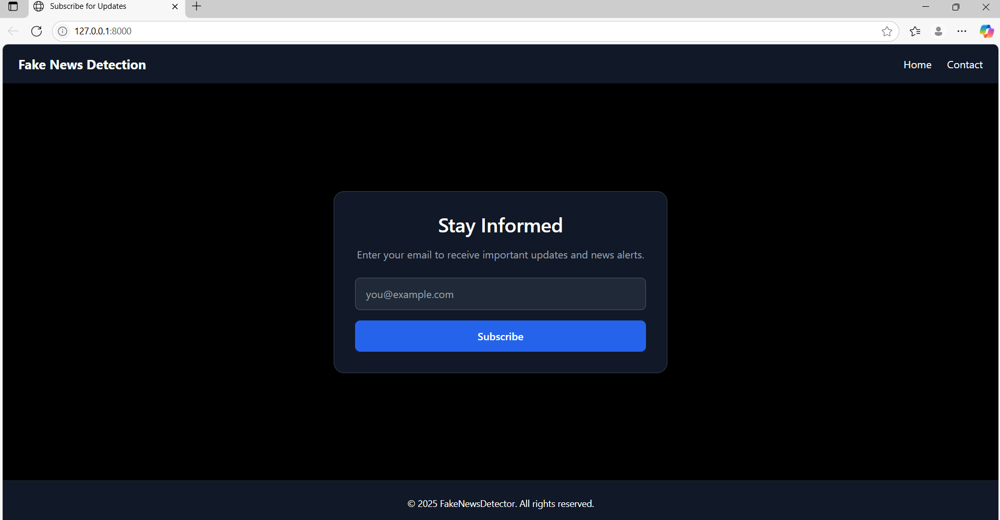 Subscribe for Updates
127.0.0.1:8000
Fake News Detection
Home Contact
Stay Informed
Enter your email to receive important updates and news alerts.
you@example.com
Subscribe
© 2025 FakeNewsDetector. All rights reserved.